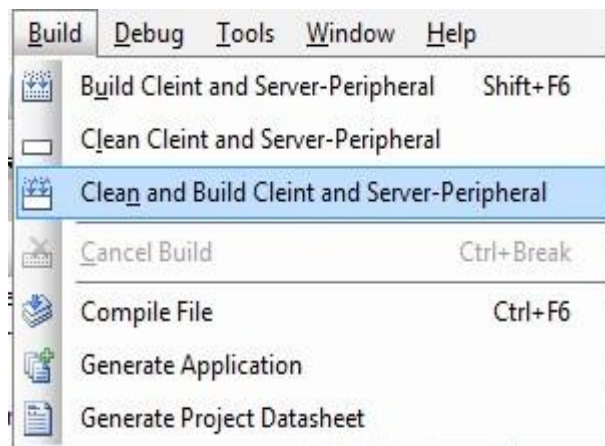 Build Debug Tools Window Help
Build Cleint and Server-Peripheral Shift+F6
Clean Cleint and Server-Peripheral
Clean and Build Cleint and Server-Peripheral
Cancel Build Ctrl+Break
Compile File Ctrl+F6
Generate Application
Generate Project Datasheet